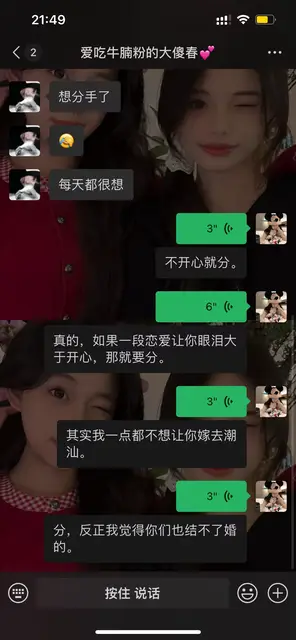 21:49
2
爱吃牛腩粉的大傻春💕
想分手了
每天都很想
3"
不开心就分。
6"
真的，如果一段恋爱让你眼泪大
于开心，那就要分。
3"
其实我一点都不想让你嫁去潮
汕。
3"
分，反正我觉得你们也结不了婚
的。
按住 说话